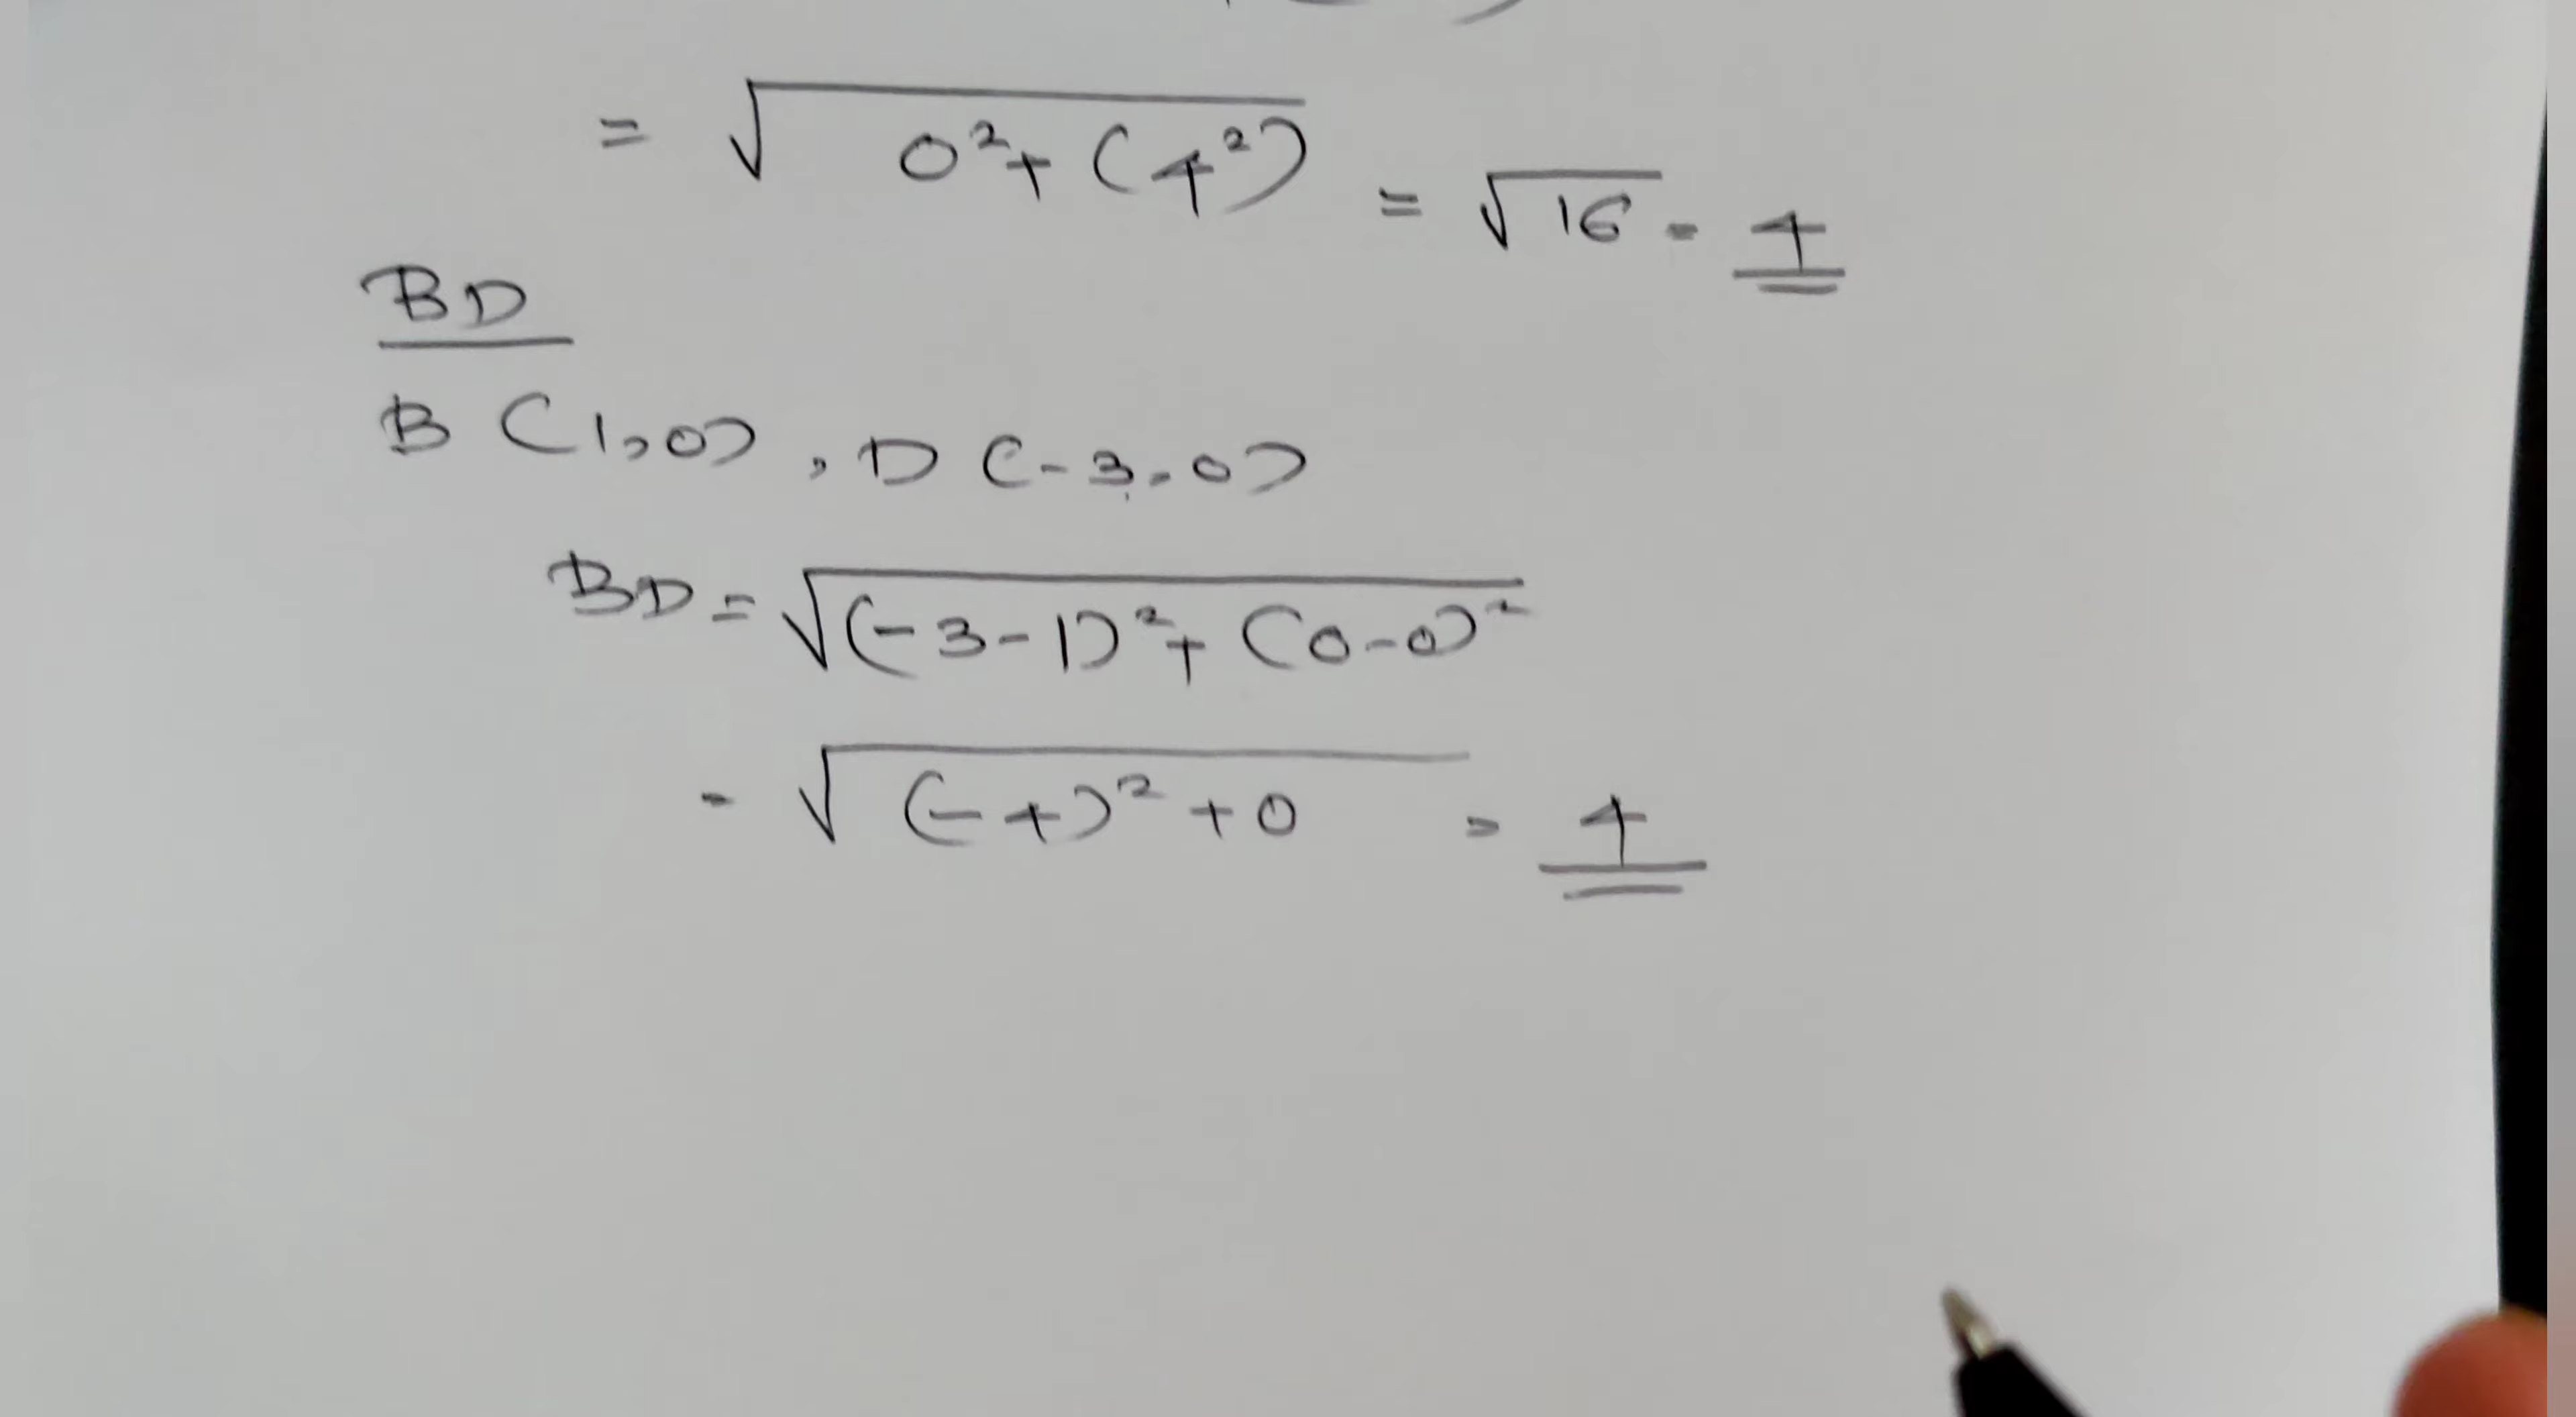 = √(0² + (4²)) = √16 = 4
BD
B (1,0), D (-3,0)
BD = √((-3-1)² + (0-0)²)
= √((-4)² + 0) = 4